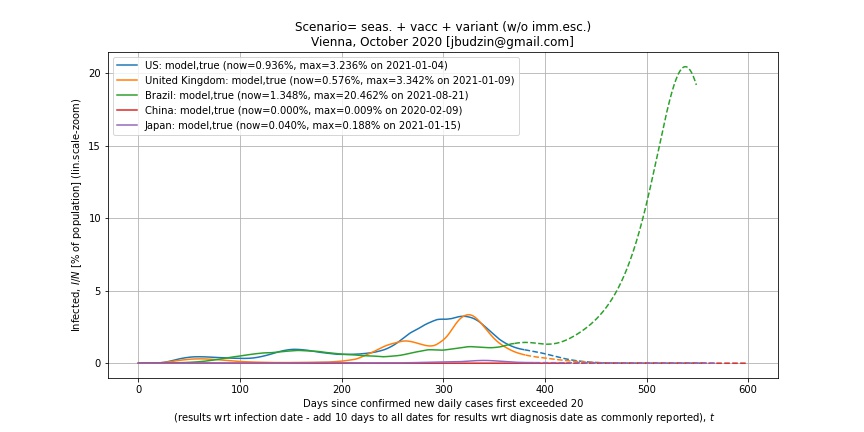 Scenario= seas. + vacc + variant (w/o imm.esc.)
Vienna, October 2020 [jbudzin@gmail.com]
US: model,true (now=0.936%, max=3.236% on 2021-01-04)
United Kingdom: model,true (now=0.576%, max=3.342% on 2021-01-09)
Brazil: model,true (now=1.348%, max=20.462% on 2021-08-21)
China: model,true (now=0.000%, max=0.009% on 2020-02-09)
Japan: model,true (now=0.040%, max=0.188% on 2021-01-15)
Infected, I/N [% of population] (lin.scale-zoom)
20
15
10
5
0
0 100 200 300 400 500 600
Days since confirmed new daily cases first exceeded 20
(results wrt infection date - add 10 days to all dates for results wrt diagnosis date as commonly reported), t